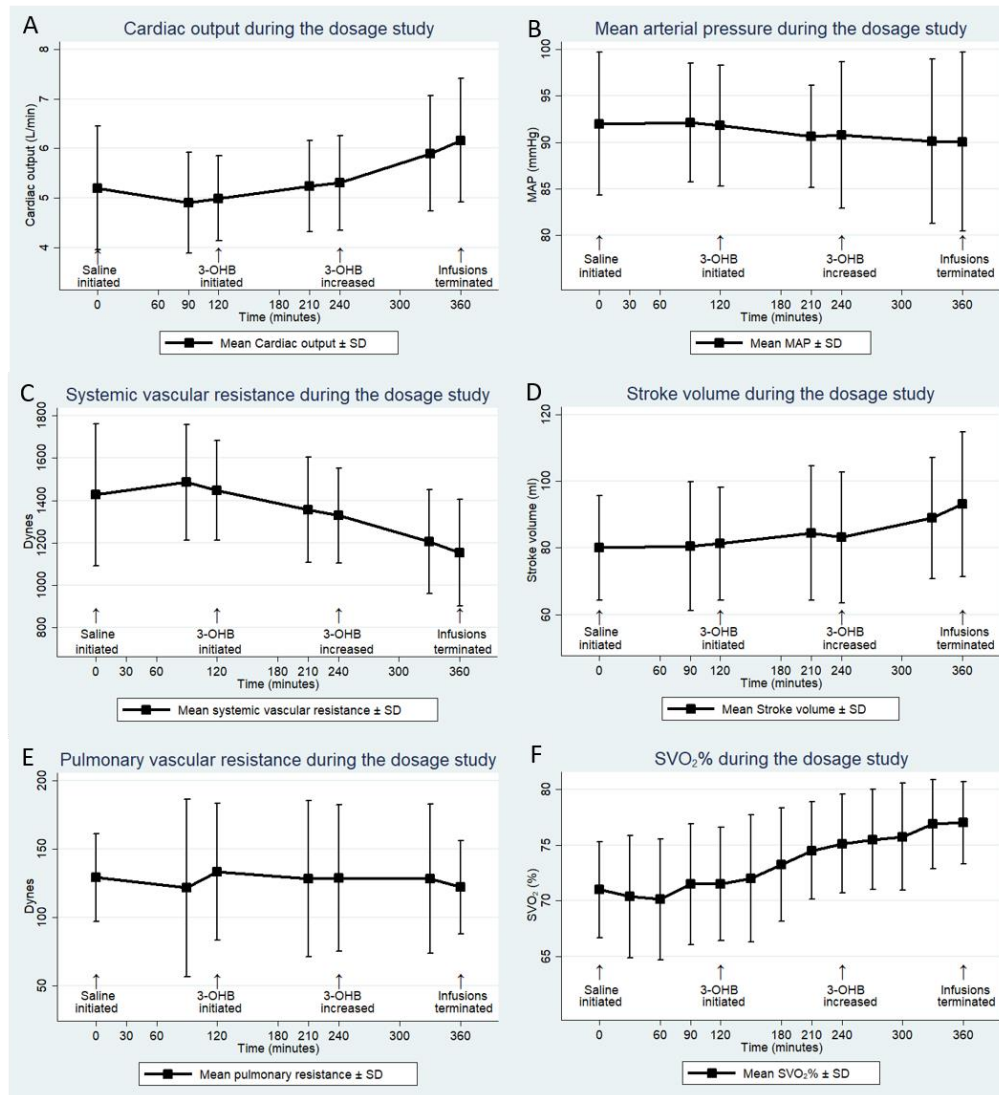 A
Cardiac output during the dosage study
Cardiac output (L/min)
8
7
6
5
4
↑ ↑ ↑ ↑
Saline 3-OHB 3-OHB Infusions
initiated initiated increased terminated
0 60 90 120 180 210 240 300 360
Time (minutes)
Mean Cardiac output ± SD
B
Mean arterial pressure during the dosage study
MAP (mmHg)
100
95
90
85
80
↑ ↑ ↑ ↑
Saline 3-OHB 3-OHB Infusions
initiated initiated increased terminated
0 30 60 90 120 180 210 240 300 360
Time (minutes)
Mean MAP ± SD
C
Systemic vascular resistance during the dosage study
Dynes
1800
1600
1400
1200
1000
800
↑ ↑ ↑ ↑
Saline 3-OHB 3-OHB Infusions
initiated initiated increased terminated
0 30 60 90 120 180 210 240 300 360
Time (minutes)
Mean systemic vascular resistance ± SD
D
Stroke volume during the dosage study
Stroke volume (ml)
120
100
80
60
↑ ↑ ↑ ↑
Saline 3-OHB 3-OHB Infusions
initiated initiated increased terminated
0 30 60 90 120 180 210 240 300 360
Time (minutes)
Mean Stroke volume ± SD
E
Pulmonary vascular resistance during the dosage study
Dynes
200
150
100
50
↑ ↑ ↑ ↑
Saline 3-OHB 3-OHB Infusions
initiated initiated increased terminated
0 30 60 90 120 180 210 240 300 360
Time (minutes)
Mean pulmonary resistance ± SD
F
SVO₂% during the dosage study
SVO₂ (%)
80
75
70
65
↑ ↑ ↑ ↑
Saline 3-OHB 3-OHB Infusions
initiated initiated increased terminated
0 30 60 90 120 180 210 240 300 360
Time (minutes)
Mean SVO₂% ± SD